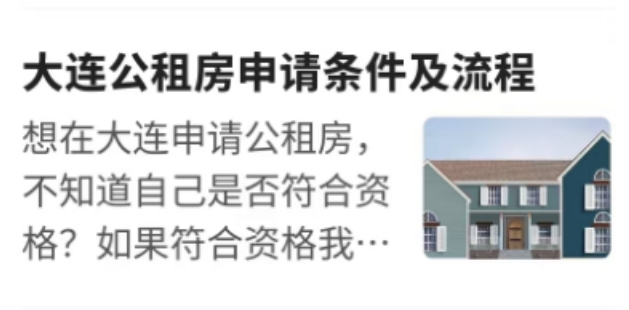 大连公租房申请条件及流程
想在大连申请公租房，
不知道自己是否符合资
格？如果符合资格我…